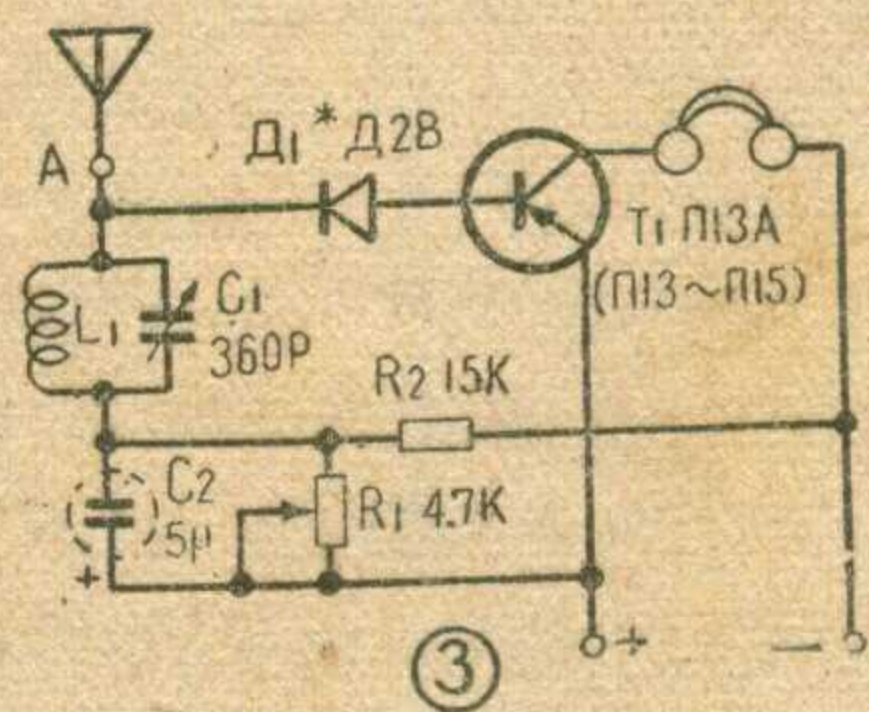 A
Д1 * Д2В
T1 П13А
(П13~П15)
L1
C1
360P
R2 15K
C2
5μ
+
R1 4.7K
+
−
③